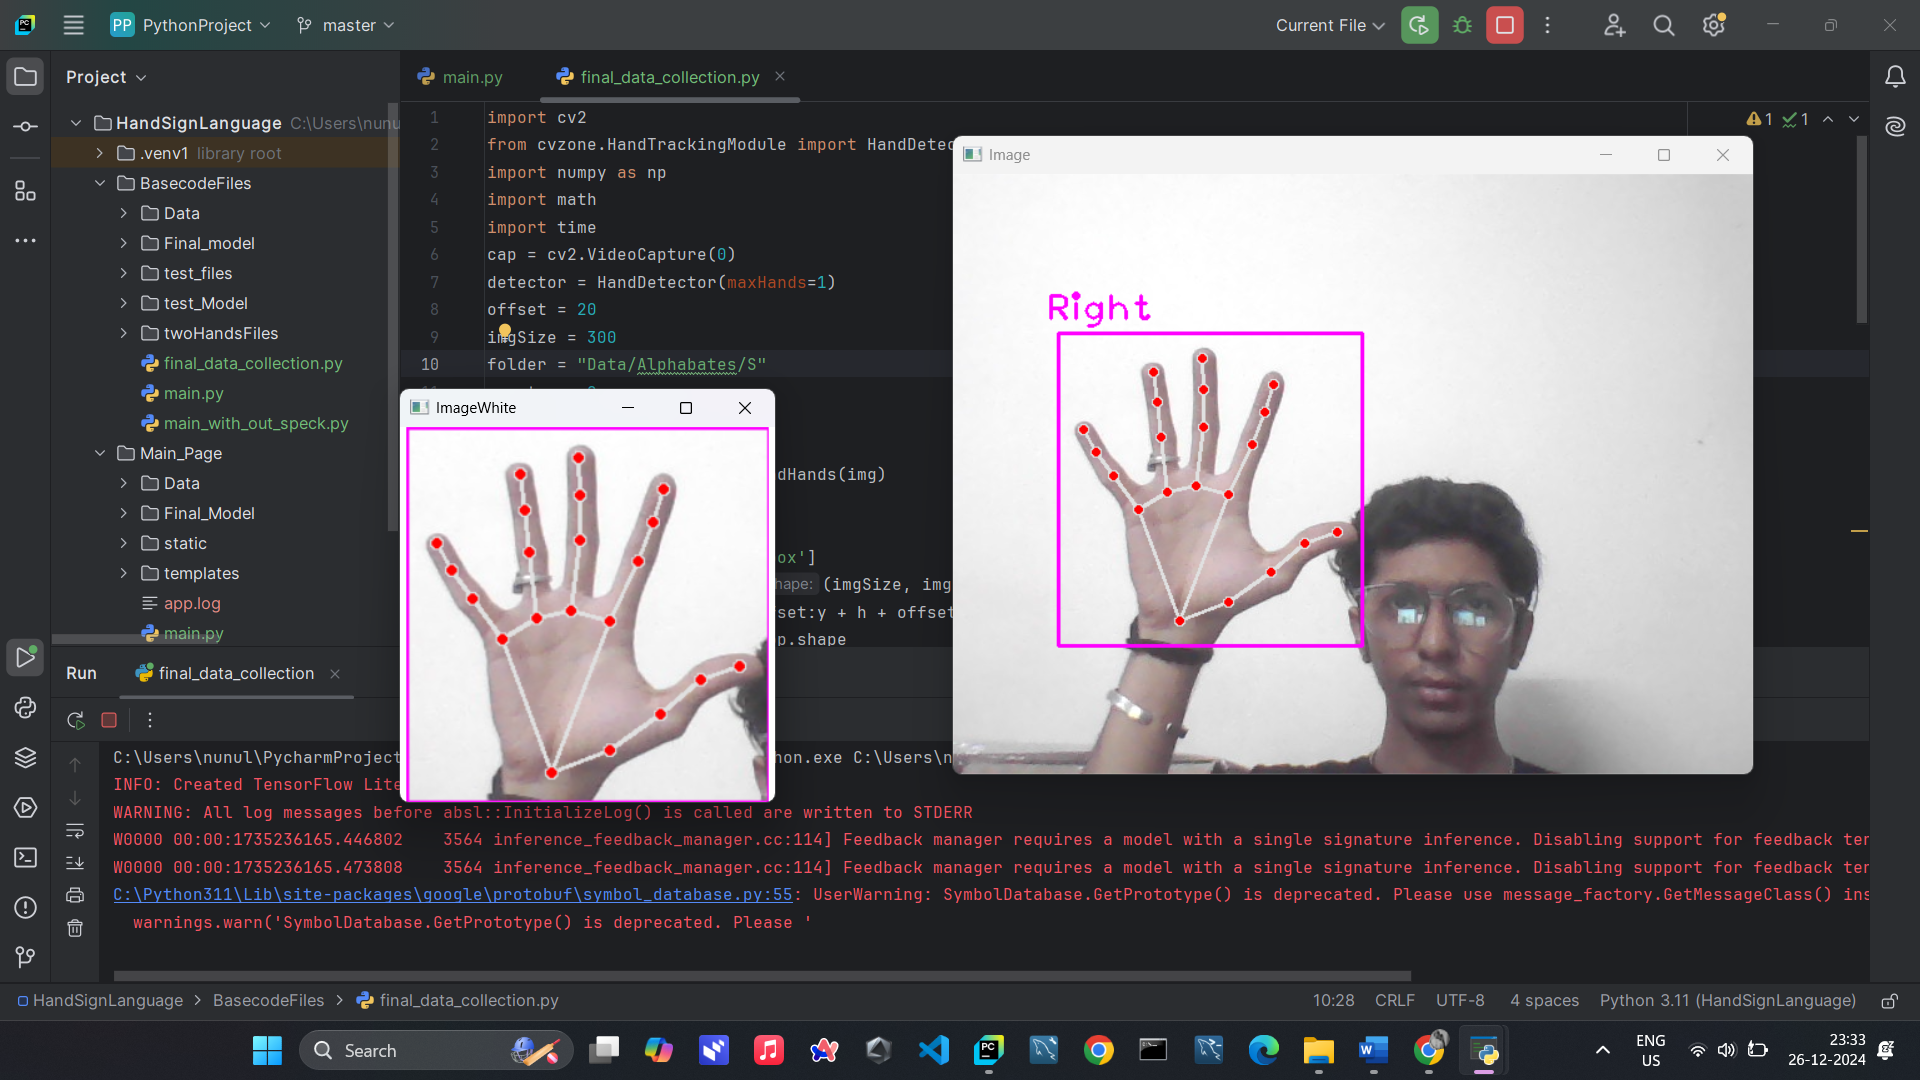 PP PythonProject master Current File
Project
main.py final_data_collection.py
HandSignLanguage C:\Users\nunu
.venv1 library root
BasecodeFiles
Data
Final_model
test_files
test_Model
twoHandsFiles
final_data_collection.py
main.py
main_with_out_speck.py
Main_Page
Data
Final_Model
static
templates
app.log
main.py
1 import cv2
2 from cvzone.HandTrackingModule import HandDetec
3 import numpy as np
4 import math
5 import time
6 cap = cv2.VideoCapture(0)
7 detector = HandDetector(maxHands=1)
8 offset = 20
9 imgSize = 300
10 folder = "Data/Alphabates/S"
dHands(img)
ox']
hape: (imgSize, img
fset:y + h + offset
p.shape
1 1
Image
Right
ImageWhite
Run final_data_collection
C:\Users\nunul\PycharmProject
hon.exe C:\Users\n
INFO: Created TensorFlow Lite
WARNING: All log messages before absl::InitializeLog() is called are written to STDERR
W0000 00:00:1735236165.446802 3564 inference_feedback_manager.cc:114] Feedback manager requires a model with a single signature inference. Disabling support for feedback ten
W0000 00:00:1735236165.473808 3564 inference_feedback_manager.cc:114] Feedback manager requires a model with a single signature inference. Disabling support for feedback ten
C:\Python311\Lib\site-packages\google\protobuf\symbol_database.py:55: UserWarning: SymbolDatabase.GetPrototype() is deprecated. Please use message_factory.GetMessageClass() ins
warnings.warn('SymbolDatabase.GetPrototype() is deprecated. Please '
HandSignLanguage > BasecodeFiles > final_data_collection.py 10:28 CRLF UTF-8 4 spaces Python 3.11 (HandSignLanguage)
Search
ENG
US
23:33
26-12-2024